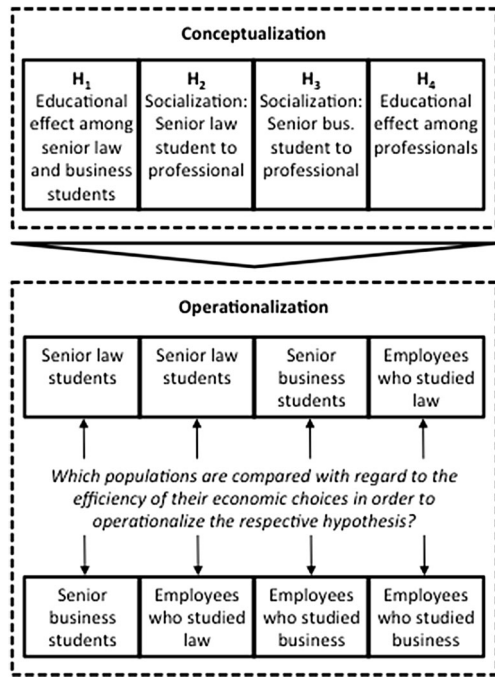 Conceptualization
H1
Educational
effect among
senior law
and business
students
H2
Socialization:
Senior law
student to
professional
H3
Socialization:
Senior bus.
student to
professional
H4
Educational
effect among
professionals
Operationalization
Senior law
students
Senior law
students
Senior
business
students
Employees
who studied
law
Which populations are compared with regard to the
efficiency of their economic choices in order to
operationalize the respective hypothesis?
Senior
business
students
Employees
who studied
law
Employees
who studied
business
Employees
who studied
business